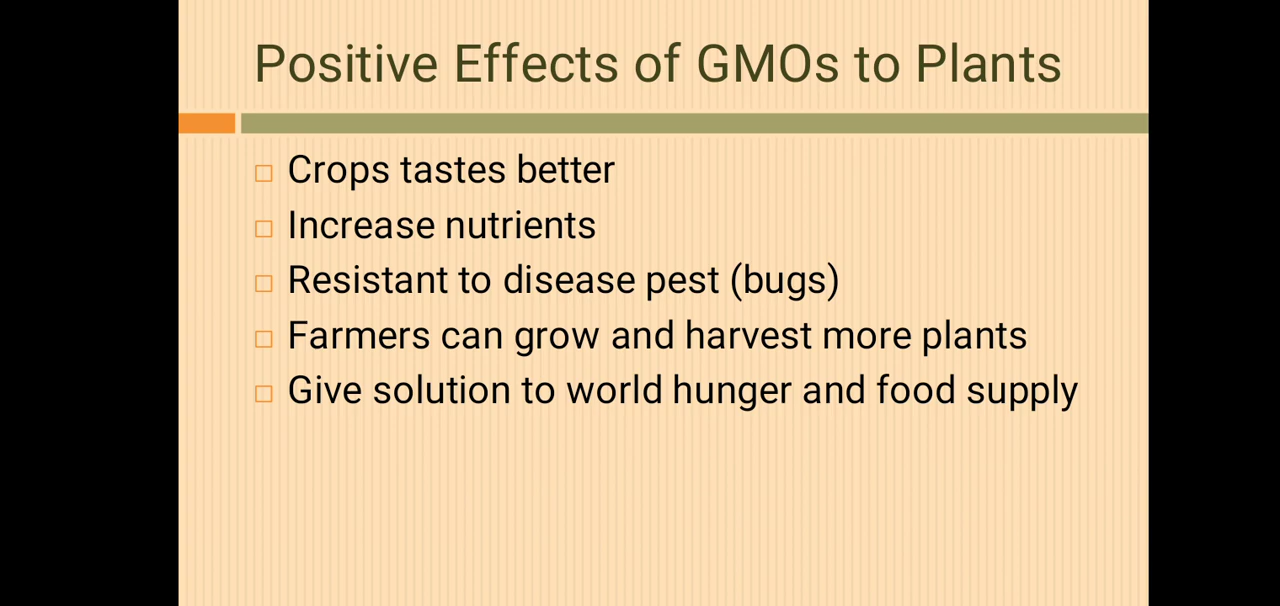 Positive Effects of GMOs to Plants
Crops tastes better
Increase nutrients
Resistant to disease pest (bugs)
Farmers can grow and harvest more plants
Give solution to world hunger and food supply